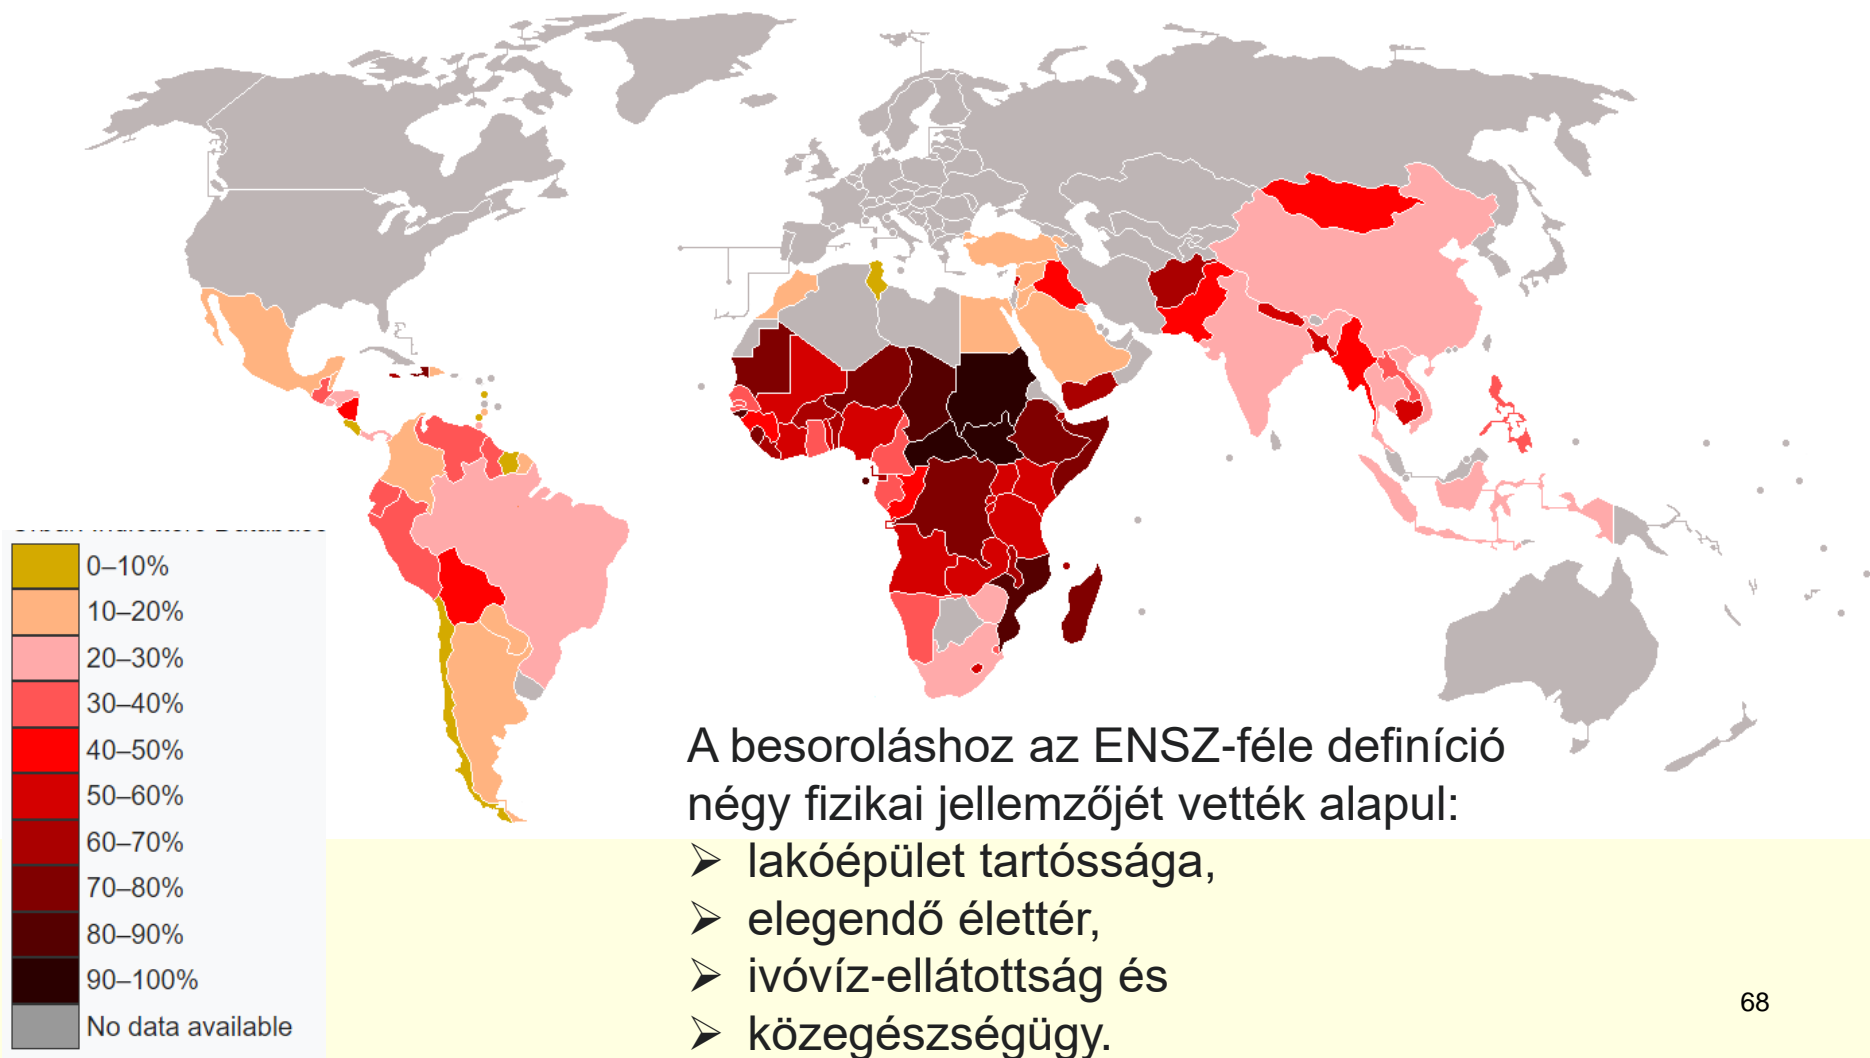 0–10%
10–20%
20–30%
30–40%
40–50%
50–60%
60–70%
70–80%
80–90%
90–100%
No data available
A besoroláshoz az ENSZ-féle definíció
négy fizikai jellemzőjét vették alapul:
➢ lakóépület tartóssága,
➢ elegendő élettér,
➢ ivóvíz-ellátottság és
➢ közegészségügy.
68